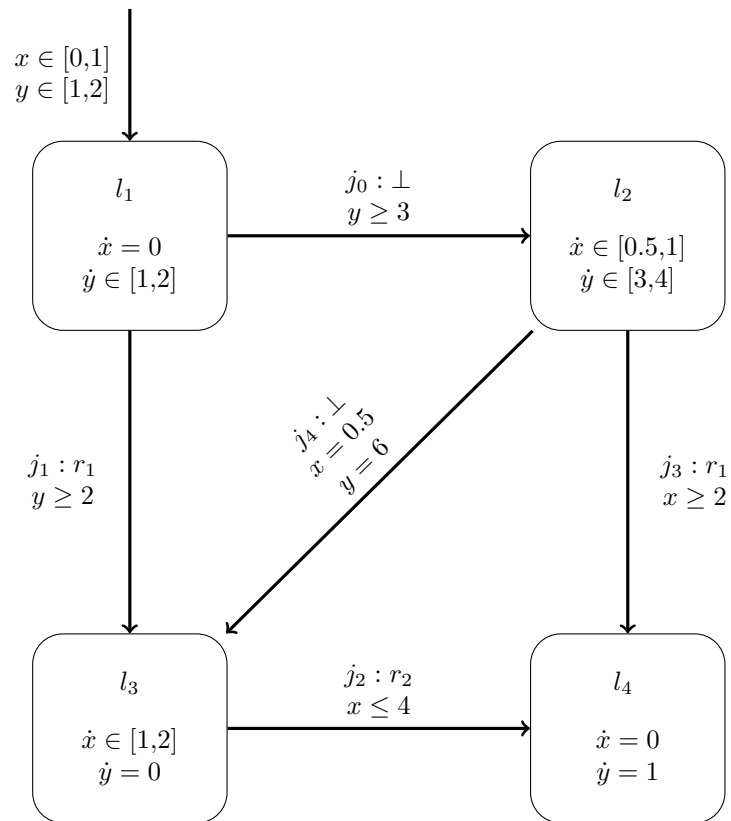 x ∈ [0,1]
y ∈ [1,2]
l₁
ẋ = 0
ẏ ∈ [1,2]
j₀ : ⊥
y ≥ 3
l₂
ẋ ∈ [0.5,1]
ẏ ∈ [3,4]
j₁ : r₁
y ≥ 2
j₄ : ⊥
x = 0.5
y = 6
j₃ : r₁
x ≥ 2
l₃
ẋ ∈ [1,2]
ẏ = 0
j₂ : r₂
x ≤ 4
l₄
ẋ = 0
ẏ = 1